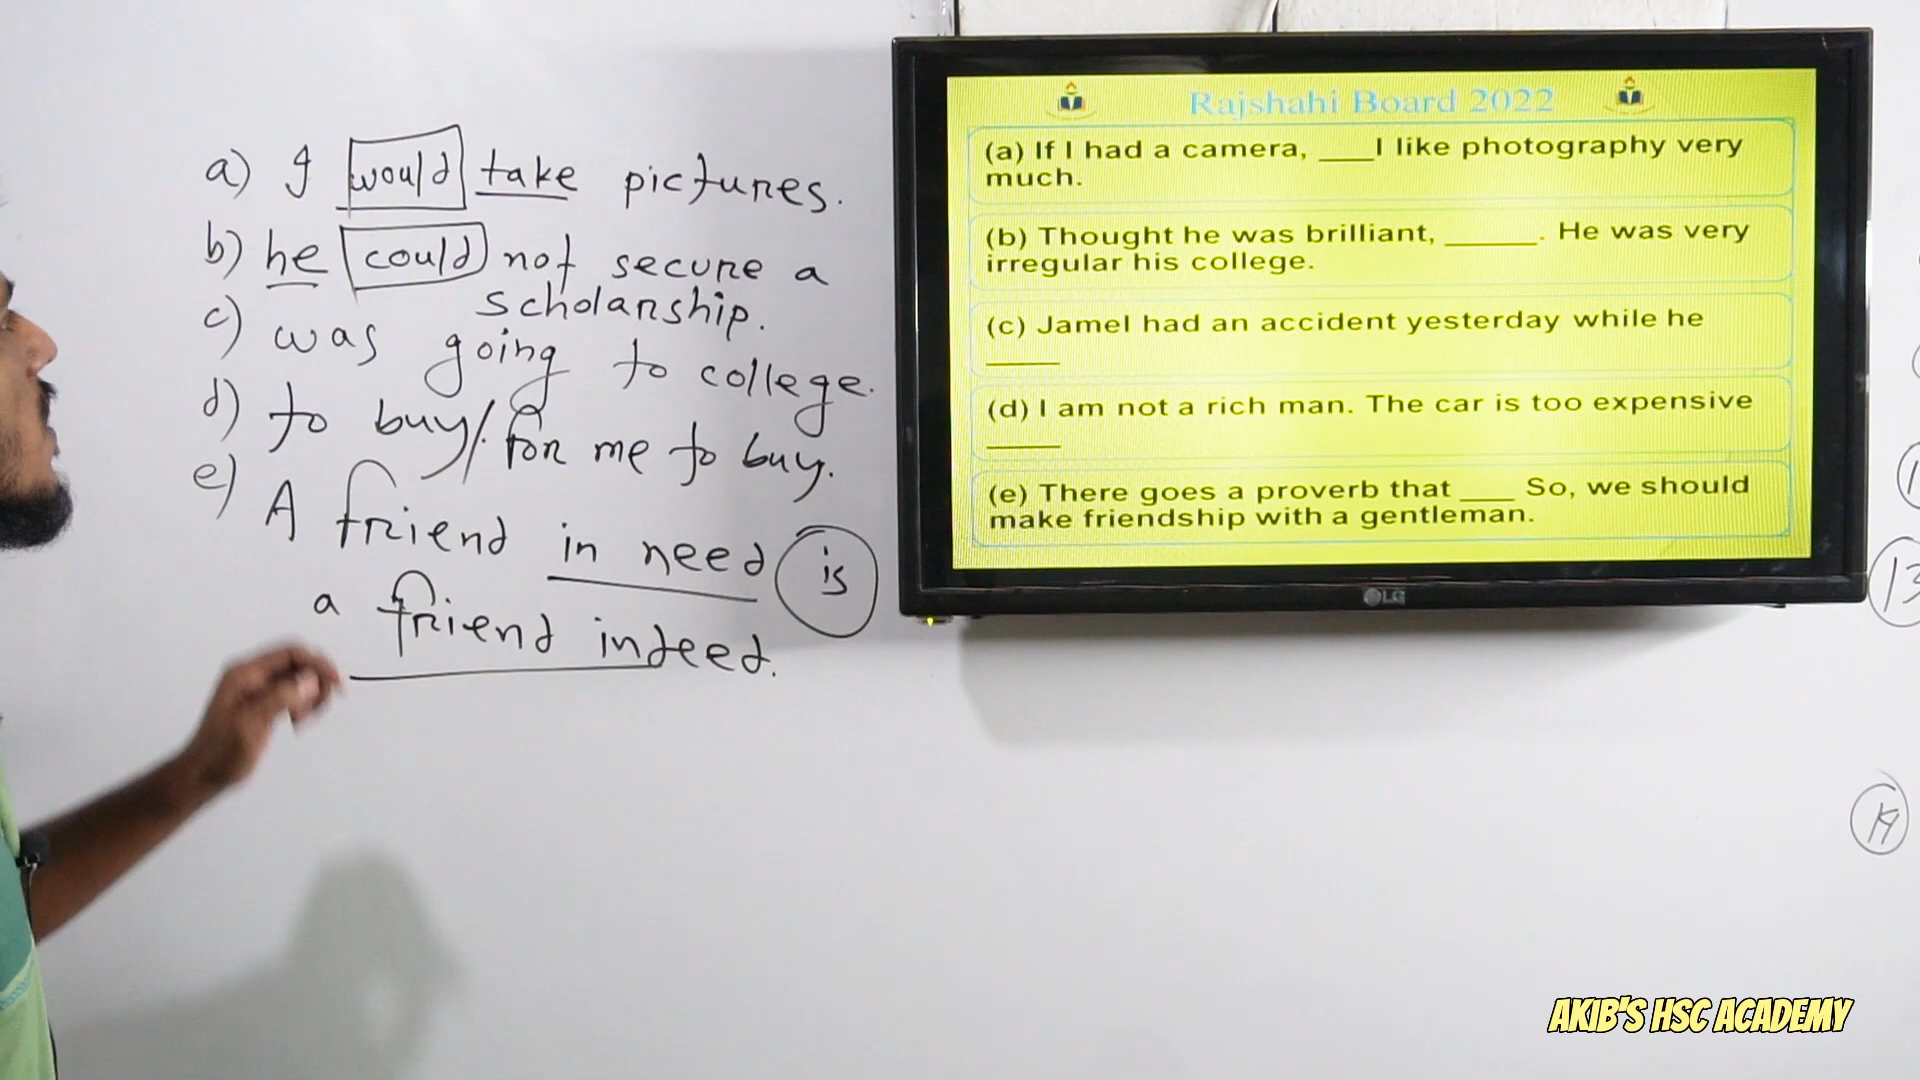 a) I would take pictures.
b) he could not secure a
scholarship.
c) was going to college.
d) to buy/. for me to buy.
e) A friend in need is
a friend indeed.
Rajshahi Board 2022
(a) If I had a camera, ____I like photography very
much.
(b) Thought he was brilliant, ______. He was very
irregular his college.
(c) Jamel had an accident yesterday while he
_____
(d) I am not a rich man. The car is too expensive
_____
(e) There goes a proverb that ____ So, we should
make friendship with a gentleman.
LG
13
AKIB'S HSC ACADEMY